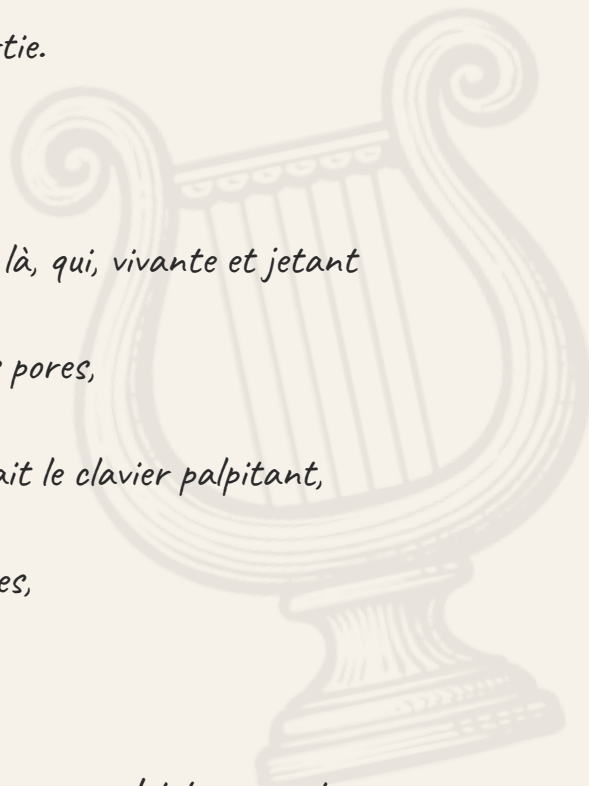 tie.
là, qui, vivante et jetant
pores,
ait le clavier palpitant,
es,